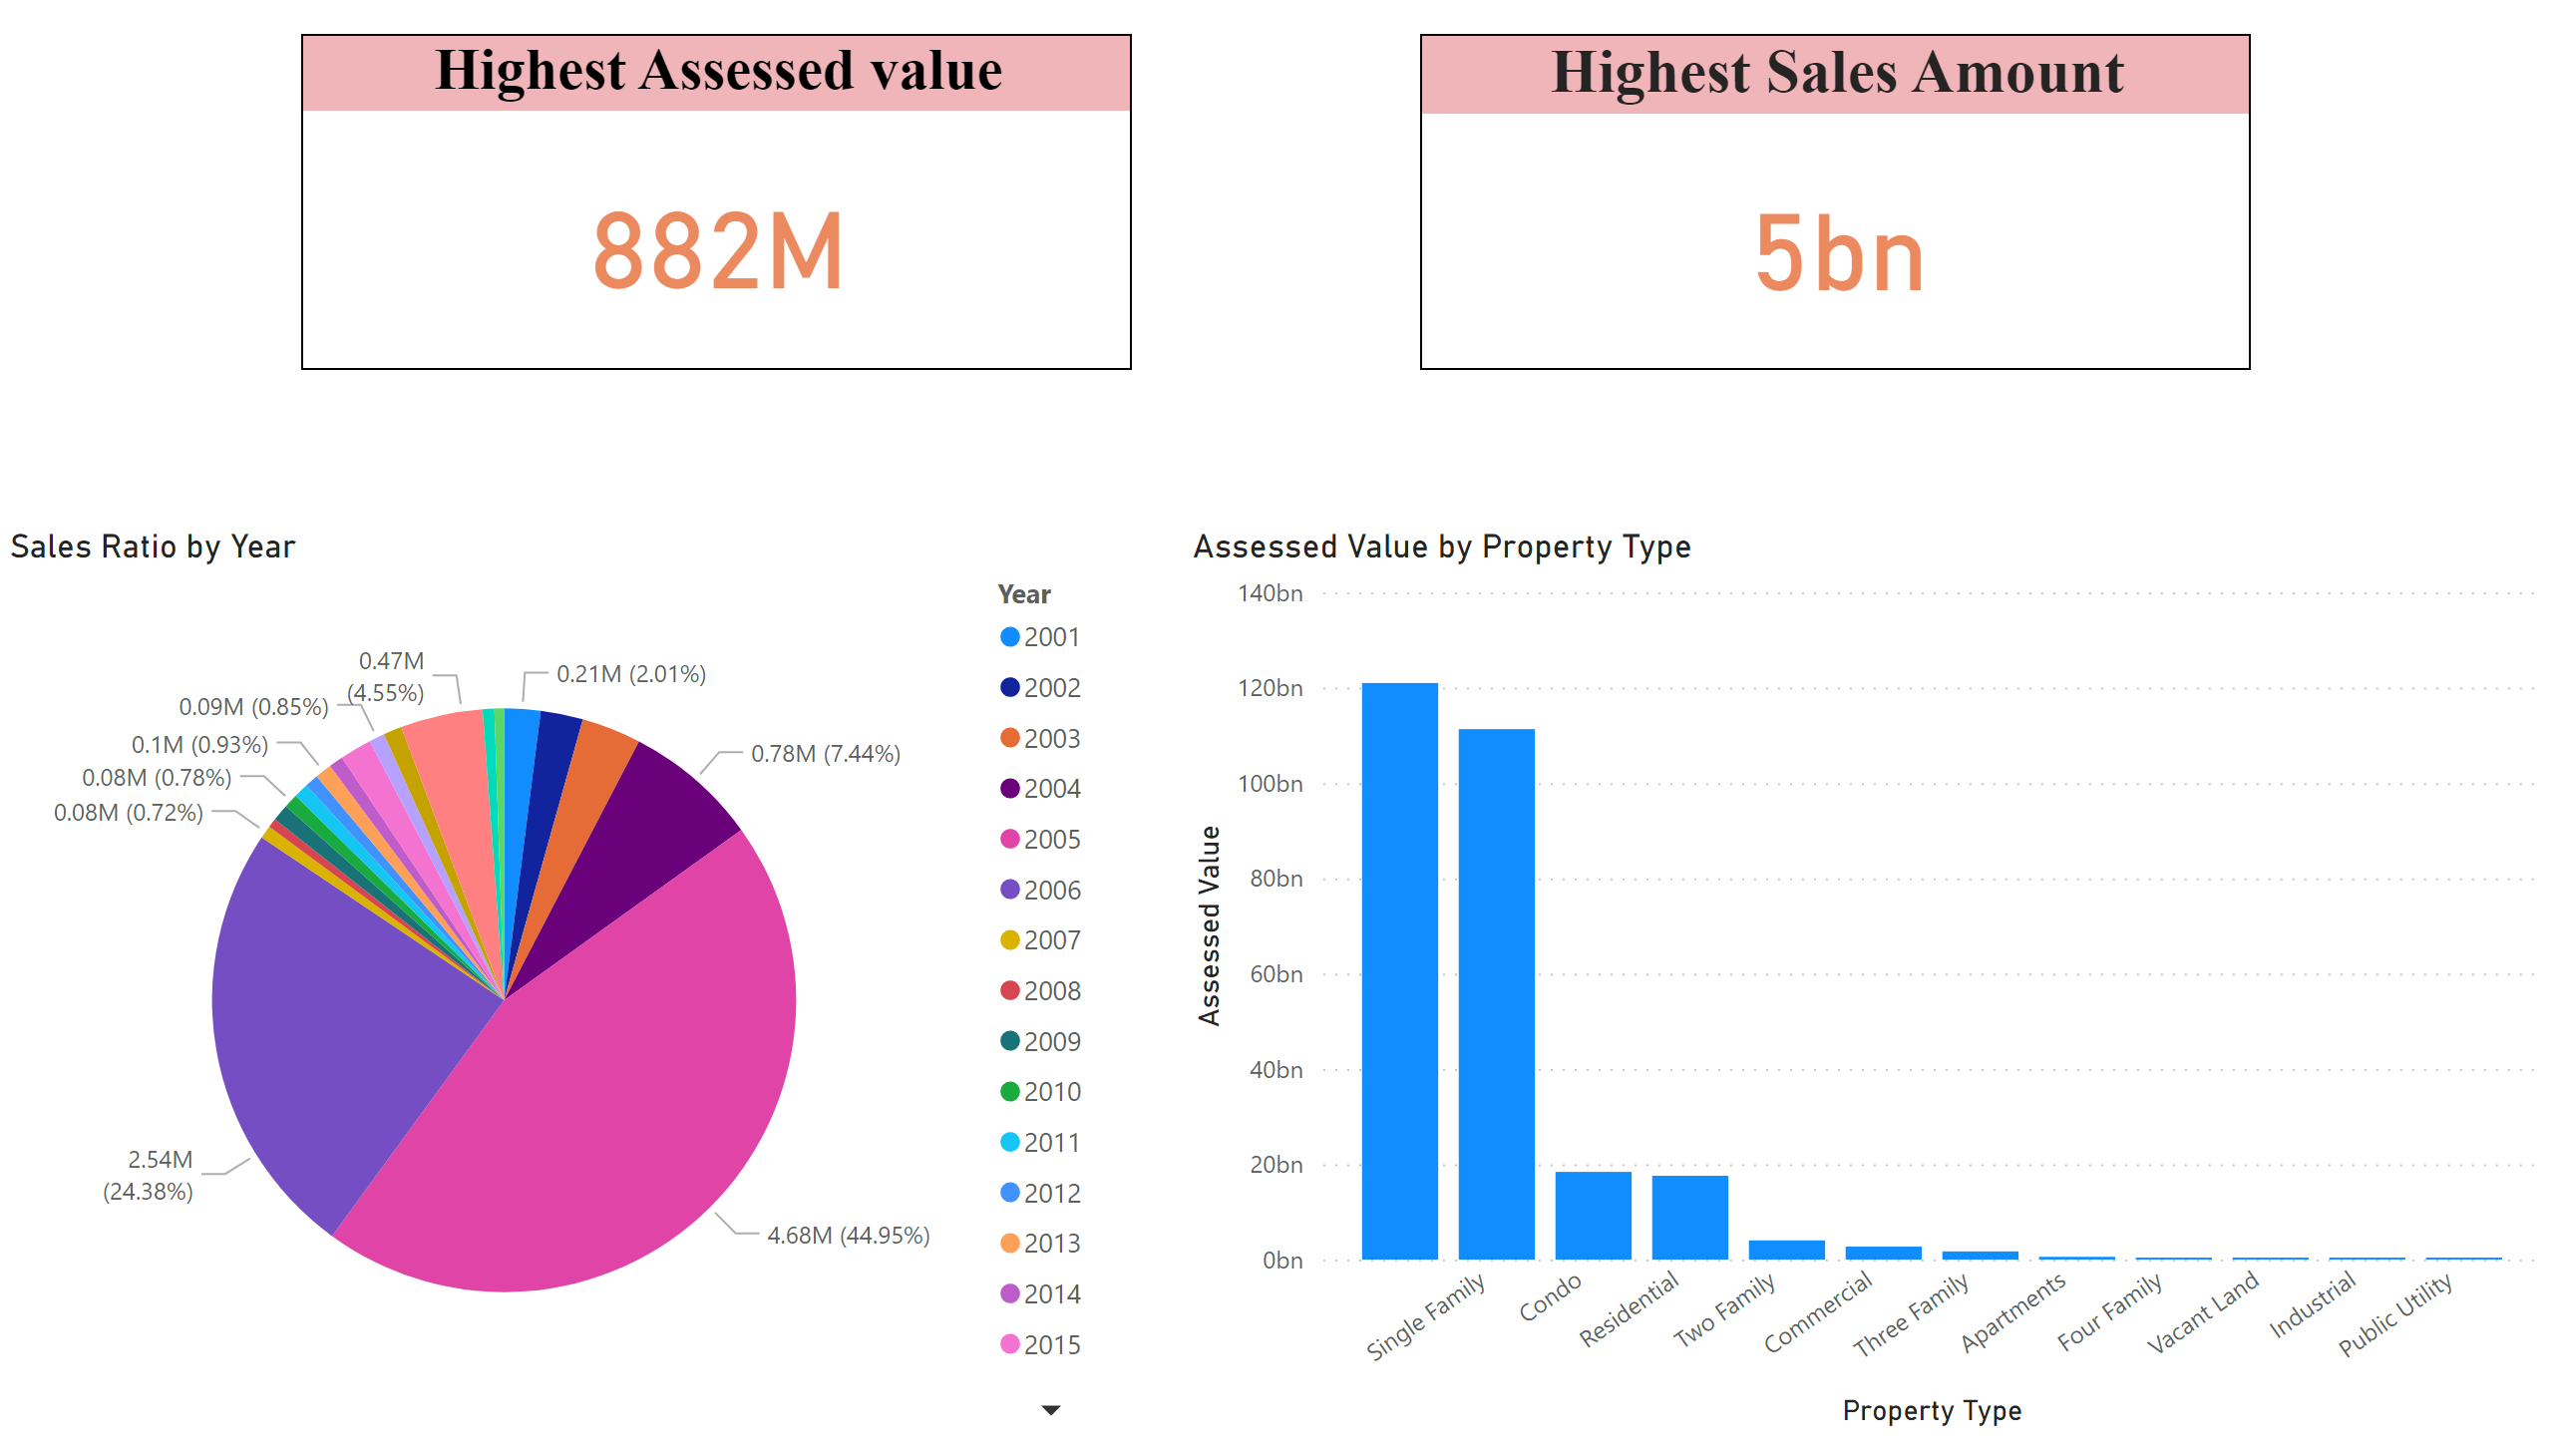 Highest Assessed value
882M
Highest Sales Amount
5bn
Sales Ratio by Year
0.47M
(4.55%)
0.21M (2.01%)
0.09M (0.85%)
0.1M (0.93%)
0.78M (7.44%)
0.08M (0.78%)
0.08M (0.72%)
2.54M
(24.38%)
4.68M (44.95%)
Year
2001
2002
2003
2004
2005
2006
2007
2008
2009
2010
2011
2012
2013
2014
2015
Assessed Value by Property Type
Assessed Value
140bn
120bn
100bn
80bn
60bn
40bn
20bn
0bn
Single Family
Condo
Residential
Two Family
Commercial
Three Family
Apartments
Four Family
Vacant Land
Industrial
Public Utility
Property Type